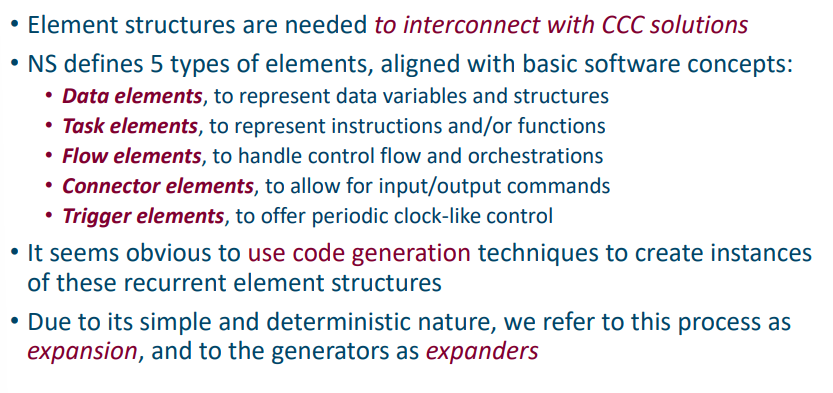 • Element structures are needed to interconnect with CCC solutions
• NS defines 5 types of elements, aligned with basic software concepts:
• Data elements, to represent data variables and structures
• Task elements, to represent instructions and/or functions
• Flow elements, to handle control flow and orchestrations
• Connector elements, to allow for input/output commands
• Trigger elements, to offer periodic clock-like control
• It seems obvious to use code generation techniques to create instances
of these recurrent element structures
• Due to its simple and deterministic nature, we refer to this process as
expansion, and to the generators as expanders